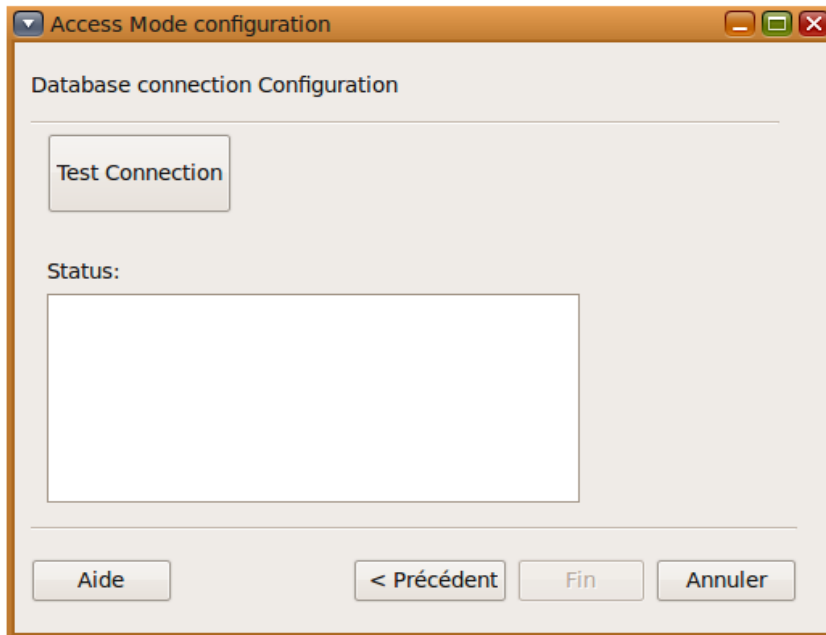 Access Mode configuration
Database connection Configuration
Test Connection
Status:
Aide
< Précédent
Fin
Annuler